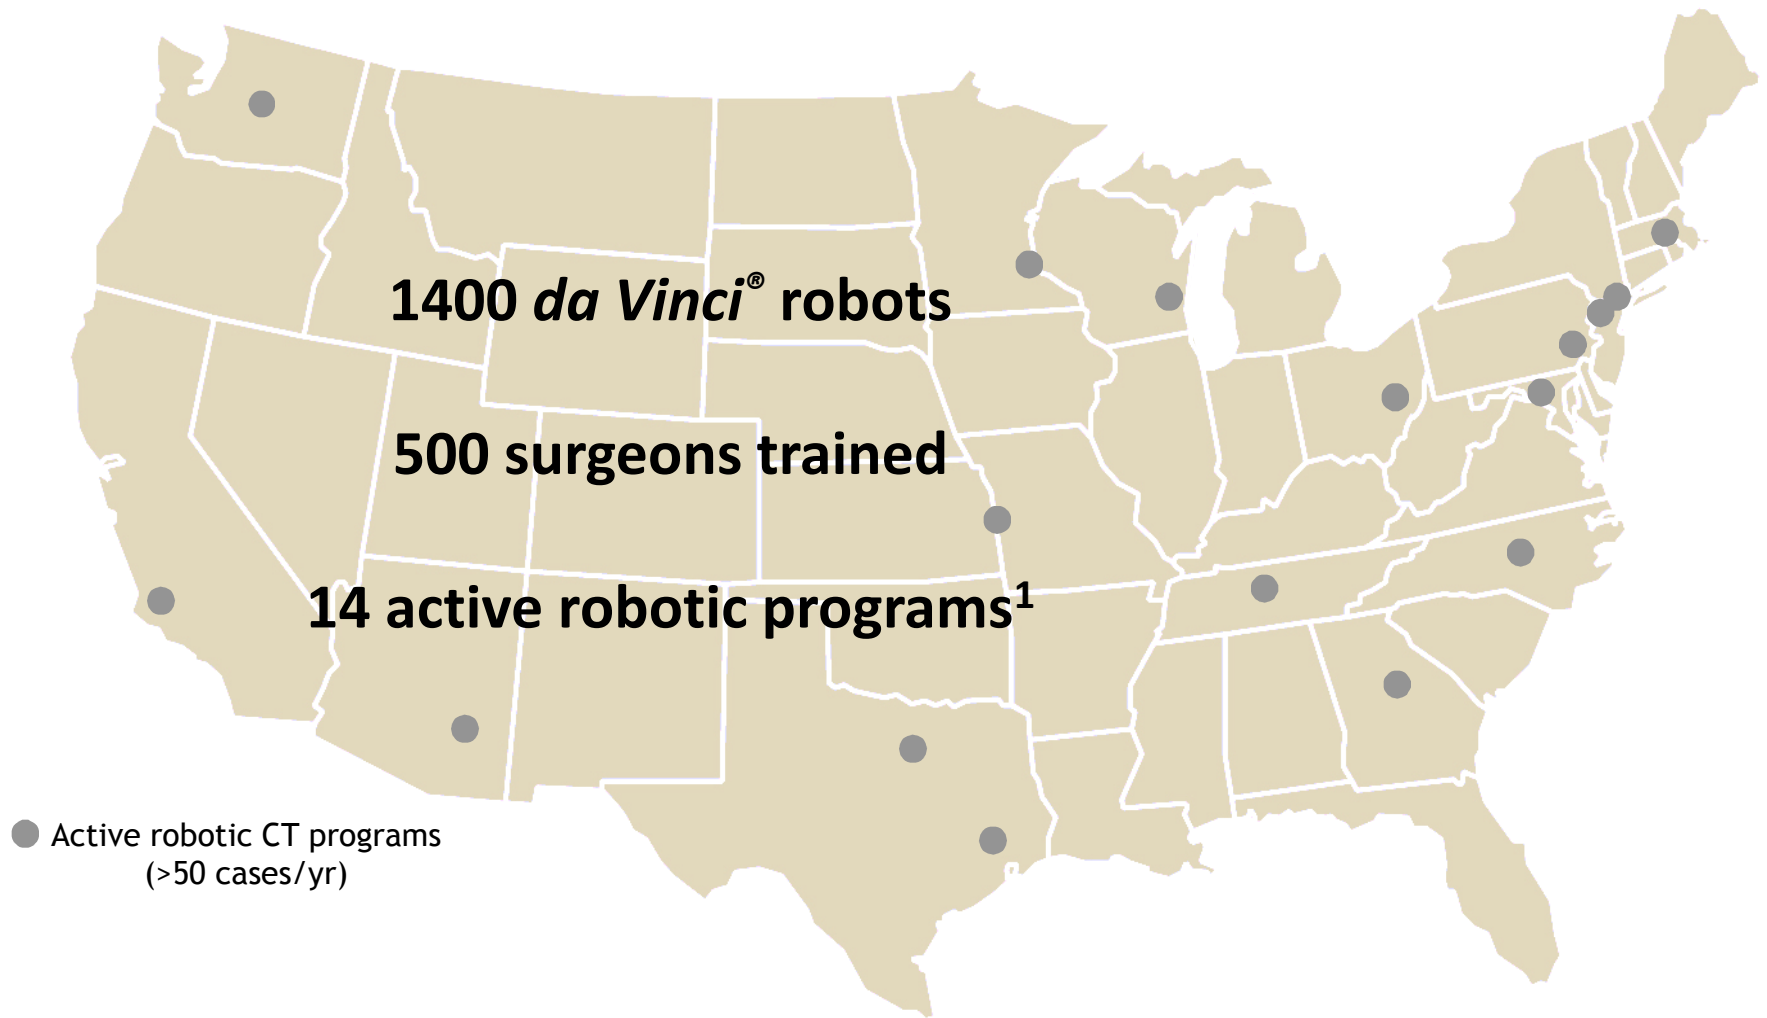 1400 da Vinci® robots
500 surgeons trained
14 active robotic programs¹
Active robotic CT programs
(>50 cases/yr)